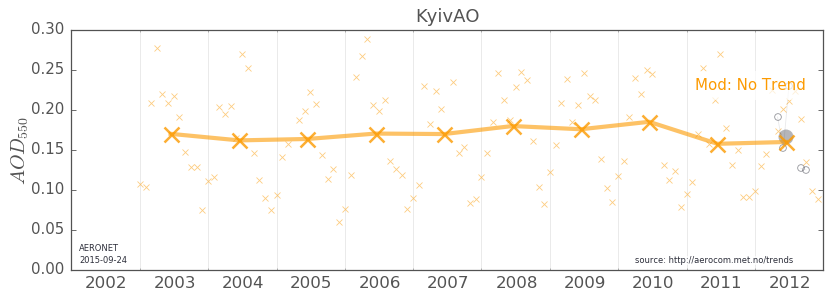 KyivAO
0.30
0.25
0.20
0.15
0.10
0.05
0.00
AOD550
Mod: No Trend
AERONET
2015-09-24
source: http://aerocom.met.no/trends
2002 2003 2004 2005 2006 2007 2008 2009 2010 2011 2012